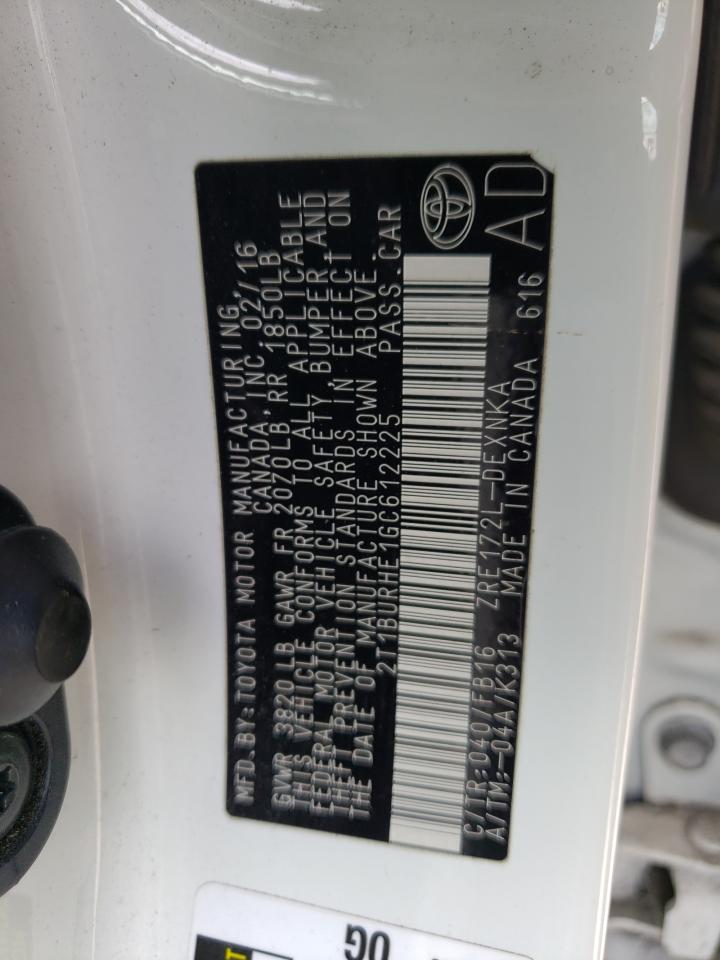 MFD.BY:TOYOTA MOTOR MANUFACTURING,
CANADA, INC. 02/16
GVWR 3820LB GAWR FR 2070LB RR 1850LB
THIS VEHICLE CONFORMS TO ALL APPLICABLE
FEDERAL MOTOR VEHICLE SAFETY, BUMPER, AND
THEFT PREVENTION STANDARDS IN EFFECT ON
THE DATE OF MANUFACTURE SHOWN ABOVE.
2T1BURHE1GC612225 PASS.CAR
C/TR:040/FB16 ZRE172L-DEXNKA
A/TM:-04A/K313 MADE IN CANADA 616
AD
OG